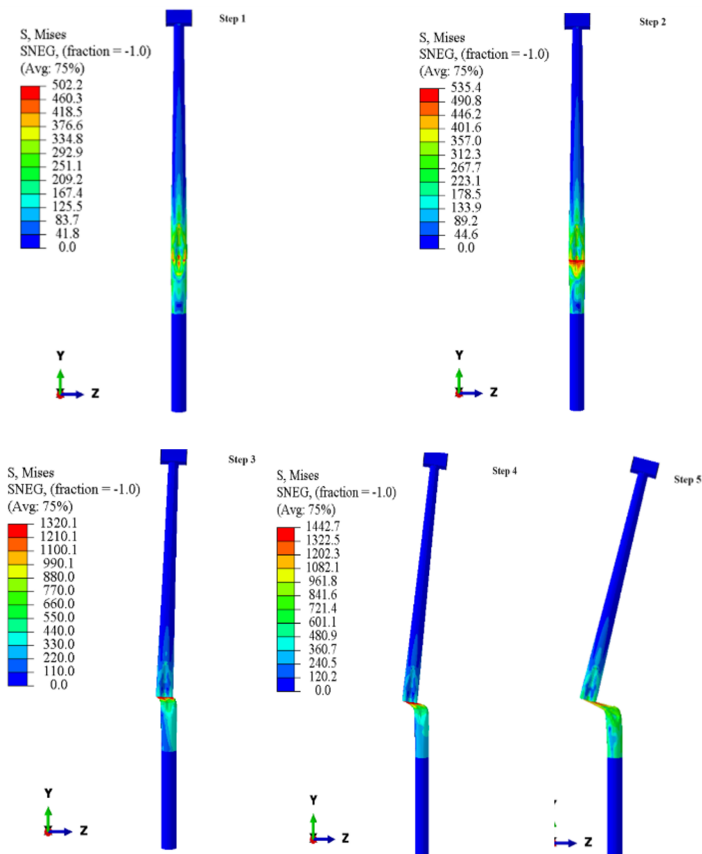 Step 1
S, Mises
SNEG, (fraction = -1.0)
(Avg: 75%)
502.2
460.3
418.5
376.6
334.8
292.9
251.1
209.2
167.4
125.5
83.7
41.8
0.0
Y
Z
Step 2
S, Mises
SNEG, (fraction = -1.0)
(Avg: 75%)
535.4
490.8
446.2
401.6
357.0
312.3
267.7
223.1
178.5
133.9
89.2
44.6
0.0
Y
Z
Step 3
S, Mises
SNEG, (fraction = -1.0)
(Avg: 75%)
1320.1
1210.1
1100.1
990.1
880.0
770.0
660.0
550.0
440.0
330.0
220.0
110.0
0.0
Y
Z
Step 4
S, Mises
SNEG, (fraction = -1.0)
(Avg: 75%)
1442.7
1322.5
1202.3
1082.1
961.8
841.6
721.4
601.1
480.9
360.7
240.5
120.2
0.0
Y
Z
Step 5
Z